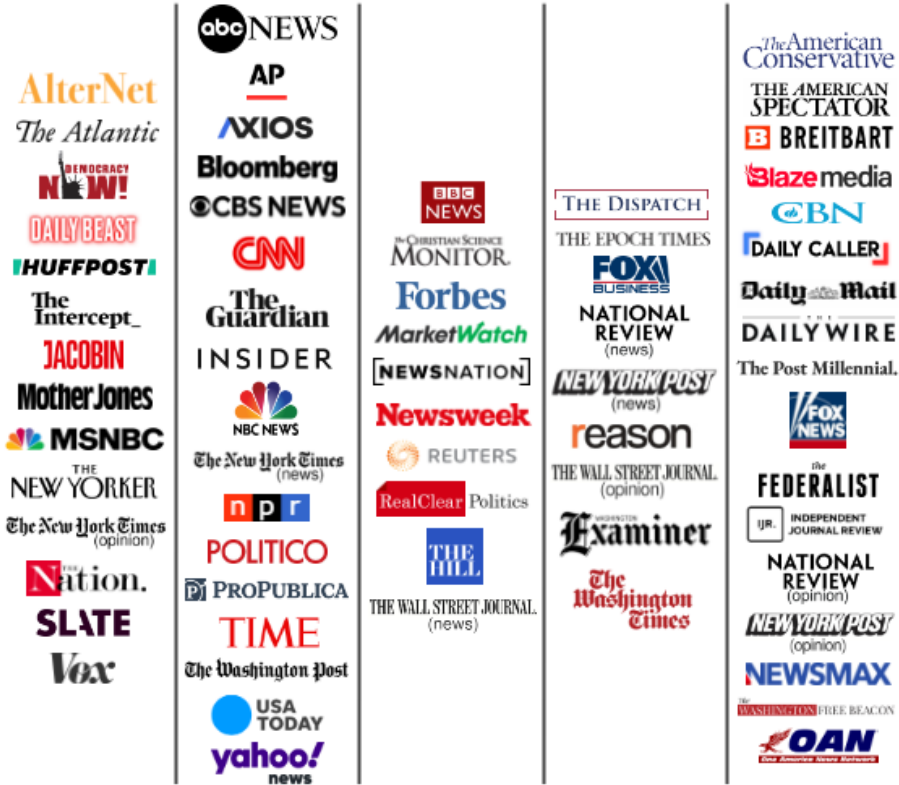 AlterNet
The Atlantic
DEMOCRACY
NOW!
DAILY BEAST
HUFFPOST
The
Intercept_
JACOBIN
Mother Jones
MSNBC
THE
NEW YORKER
The New York Times
(opinion)
THE
Nation.
SLATE
Vox
abc NEWS
AP
AXIOS
Bloomberg
CBS NEWS
CNN
The
Guardian
INSIDER
NBC NEWS
The New York Times
(news)
npr
POLITICO
PROPUBLICA
TIME
The Washington Post
USA
TODAY
yahoo!
news
BBC
NEWS
The CHRISTIAN SCIENCE
MONITOR
Forbes
MarketWatch
[NEWSNATION]
Newsweek
REUTERS
RealClear Politics
THE
HILL
THE WALL STREET JOURNAL.
(news)
THE DISPATCH
THE EPOCH TIMES
FOX
BUSINESS
NATIONAL
REVIEW
(news)
NEW YORK POST
(news)
reason
THE WALL STREET JOURNAL.
(opinion)
WASHINGTON
Examiner
The
Washington
Times
The American
Conservative
THE AMERICAN
SPECTATOR
B BREITBART
Blaze media
CBN
DAILY CALLER
Daily Mail
THE
DAILY WIRE
The Post Millennial.
FOX
NEWS
the
FEDERALIST
IJR. INDEPENDENT
JOURNAL REVIEW
NATIONAL
REVIEW
(opinion)
NEW YORK POST
(opinion)
NEWSMAX
The
WASHINGTON FREE BEACON
OAN
One America News Network